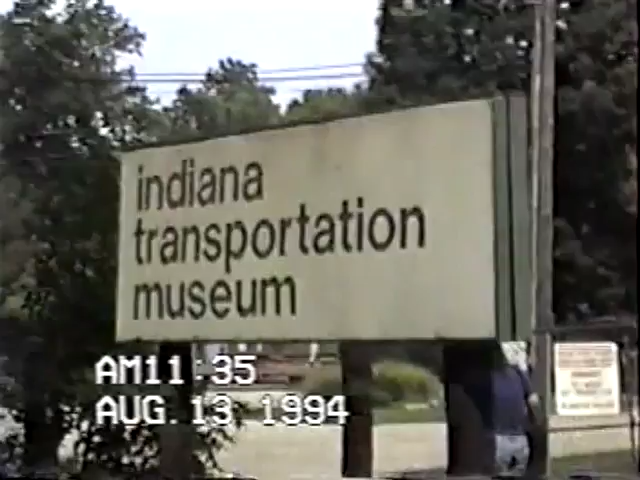 indiana
transportation
museum
AM11:35
AUG.13 1994